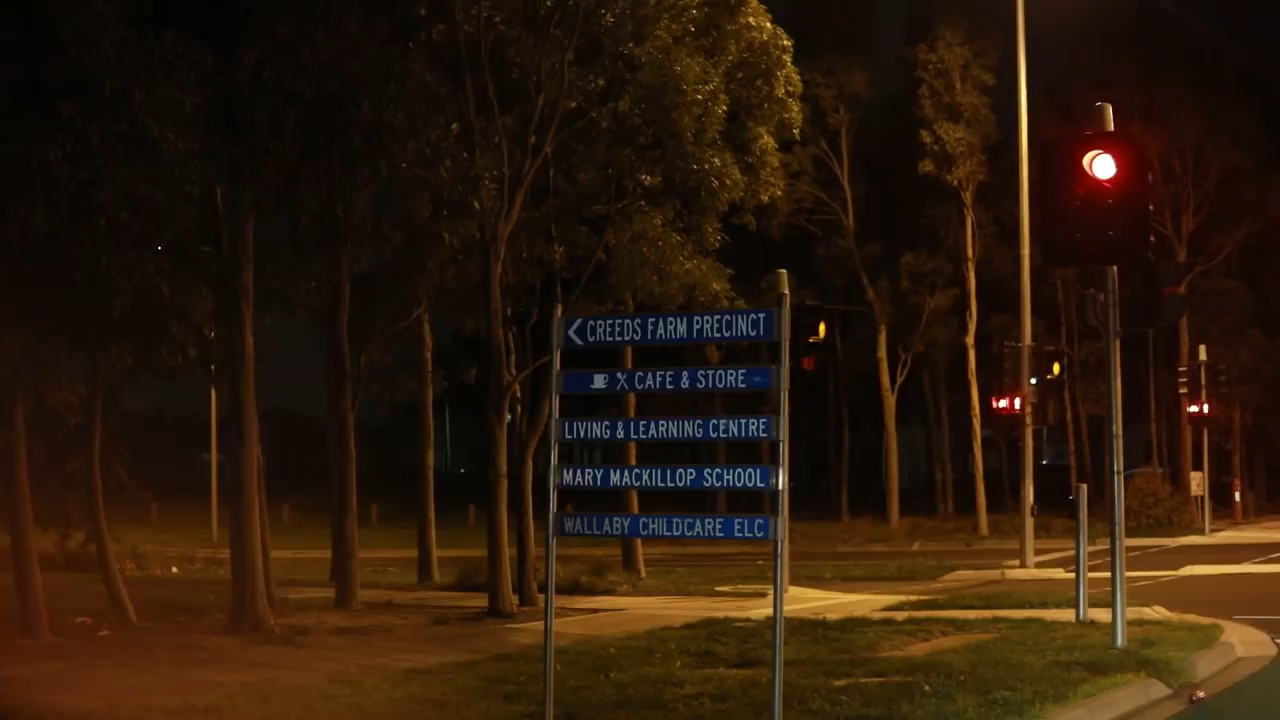 CREEDS FARM PRECINCT
CAFE & STORE
LIVING & LEARNING CENTRE
MARY MACKILLOP SCHOOL
WALLABY CHILDCARE ELC